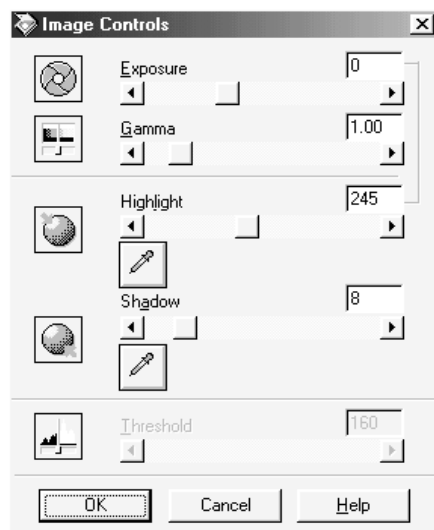 Image Controls
Exposure 0
Gamma 1.00
Highlight 245
Shadow 8
Threshold 160
OK Cancel Help